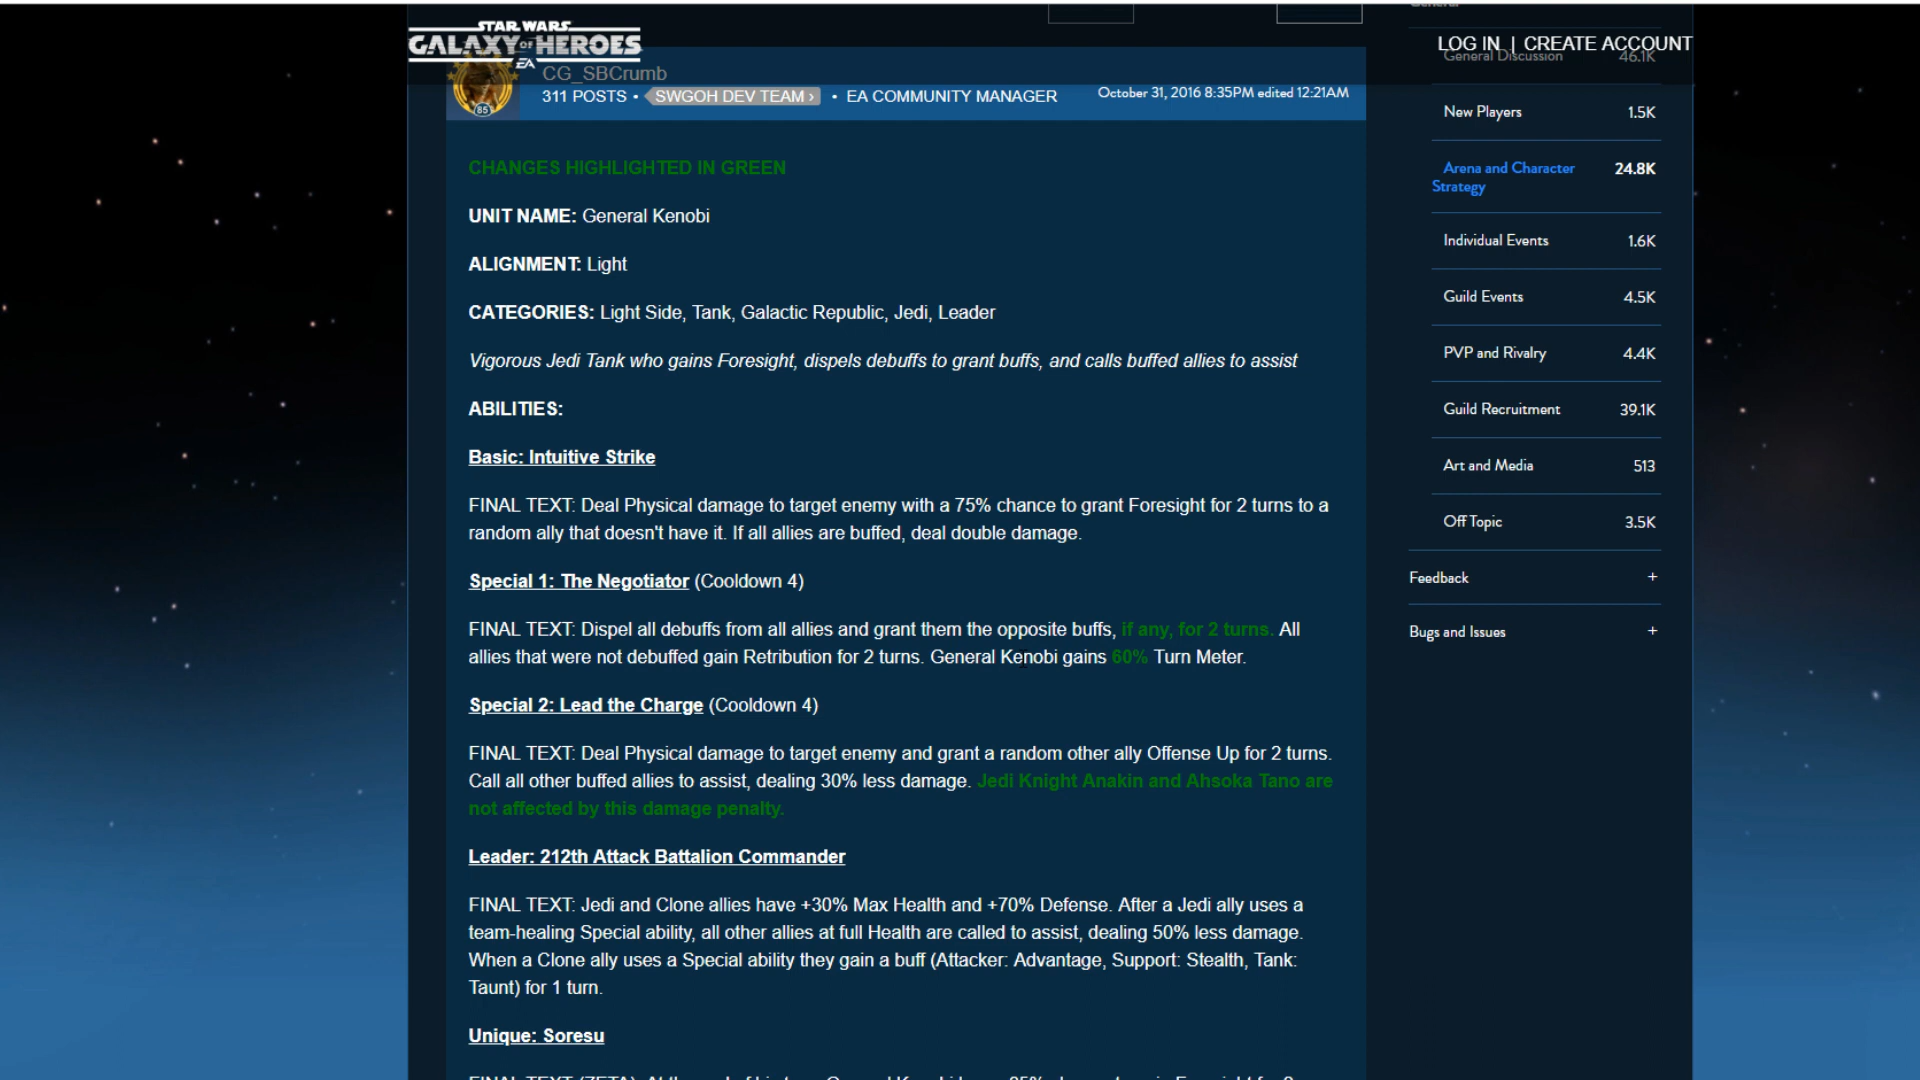 STAR WARS
GALAXY OF HEROES
EA
General
LOG IN | CREATE ACCOUNT
General Discussion 46.1K
CG_SBCrumb
85
311 POSTS • SWGOH DEV TEAM › • EA COMMUNITY MANAGER
October 31, 2016 8:35PM edited 12:21AM
CHANGES HIGHLIGHTED IN GREEN
UNIT NAME: General Kenobi
ALIGNMENT: Light
CATEGORIES: Light Side, Tank, Galactic Republic, Jedi, Leader
Vigorous Jedi Tank who gains Foresight, dispels debuffs to grant buffs, and calls buffed allies to assist
ABILITIES:
Basic: Intuitive Strike
FINAL TEXT: Deal Physical damage to target enemy with a 75% chance to grant Foresight for 2 turns to a
random ally that doesn't have it. If all allies are buffed, deal double damage.
Special 1: The Negotiator (Cooldown 4)
FINAL TEXT: Dispel all debuffs from all allies and grant them the opposite buffs, if any, for 2 turns. All
allies that were not debuffed gain Retribution for 2 turns. General Kenobi gains 60% Turn Meter.
Special 2: Lead the Charge (Cooldown 4)
FINAL TEXT: Deal Physical damage to target enemy and grant a random other ally Offense Up for 2 turns.
Call all other buffed allies to assist, dealing 30% less damage. Jedi Knight Anakin and Ahsoka Tano are
not affected by this damage penalty.
Leader: 212th Attack Battalion Commander
FINAL TEXT: Jedi and Clone allies have +30% Max Health and +70% Defense. After a Jedi ally uses a
team-healing Special ability, all other allies at full Health are called to assist, dealing 50% less damage.
When a Clone ally uses a Special ability they gain a buff (Attacker: Advantage, Support: Stealth, Tank:
Taunt) for 1 turn.
Unique: Soresu
New Players 1.5K
Arena and Character 24.8K
Strategy
Individual Events 1.6K
Guild Events 4.5K
PVP and Rivalry 4.4K
Guild Recruitment 39.1K
Art and Media 513
Off Topic 3.5K
Feedback +
Bugs and Issues +